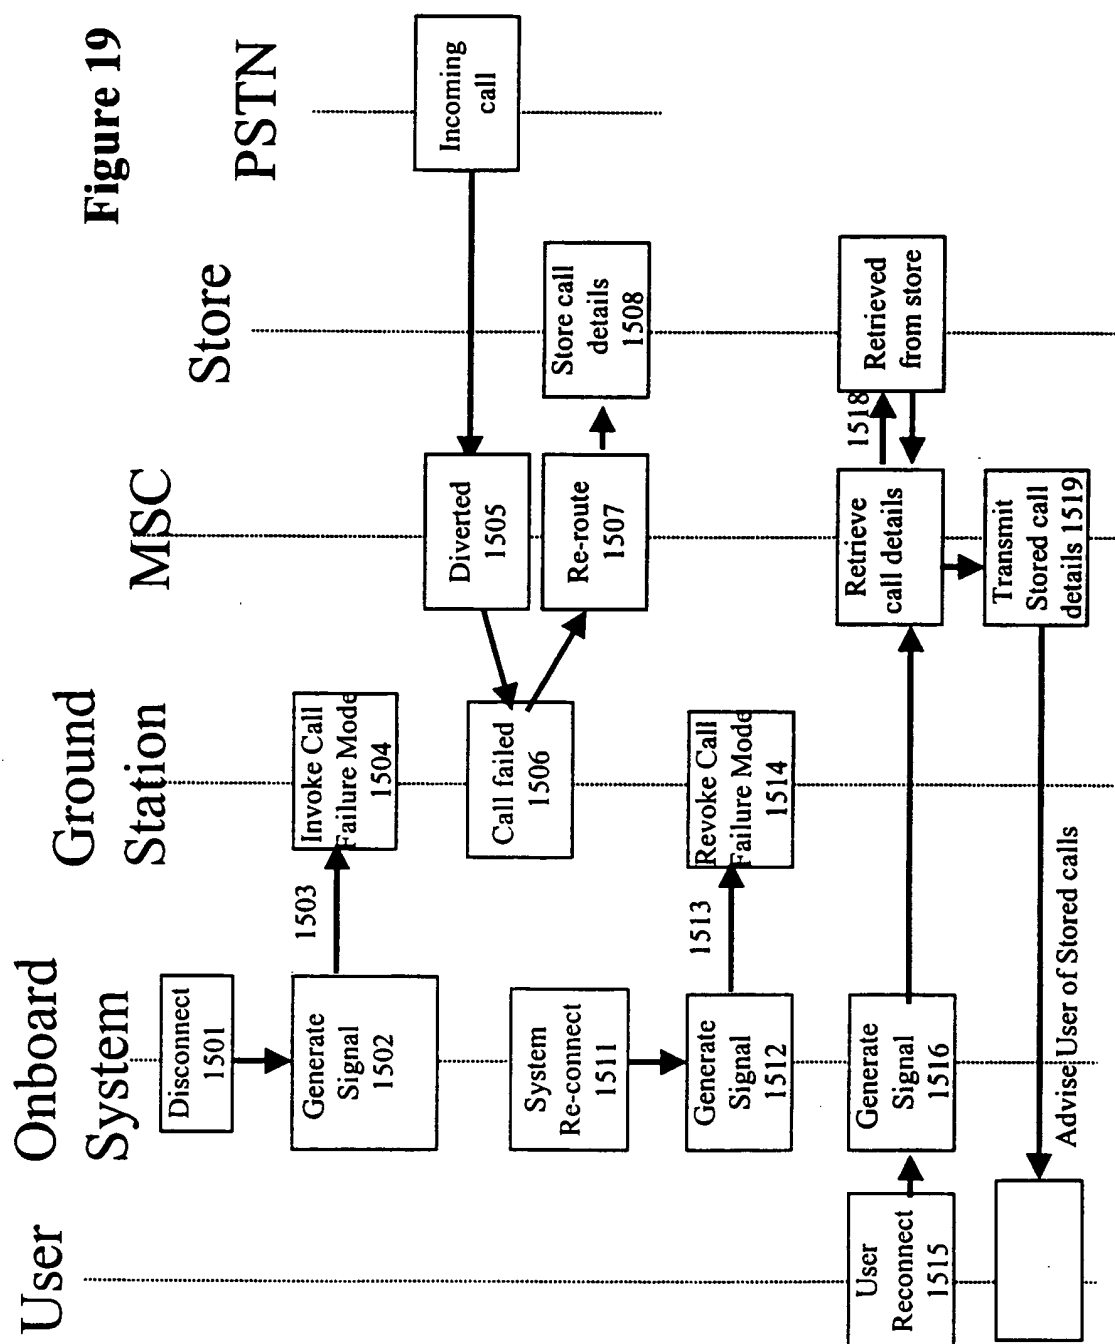 Figure 19
User
Onboard
System
Ground
Station
MSC
Store
PSTN
Disconnect
1501
Generate
Signal
1502
1503
Invoke Call
Failure Mode
1504
Incoming
call
Diverted
1505
Call failed
1506
Re-route
1507
Store call
details
1508
System
Re-connect
1511
Generate
Signal
1512
1513
Revoke Call
Failure Mode
1514
User
Reconnect
1515
Generate
Signal
1516
Retrieve
call details
1518
Retrieved
from store
Transmit
Stored call
details 1519
Advise User of Stored calls